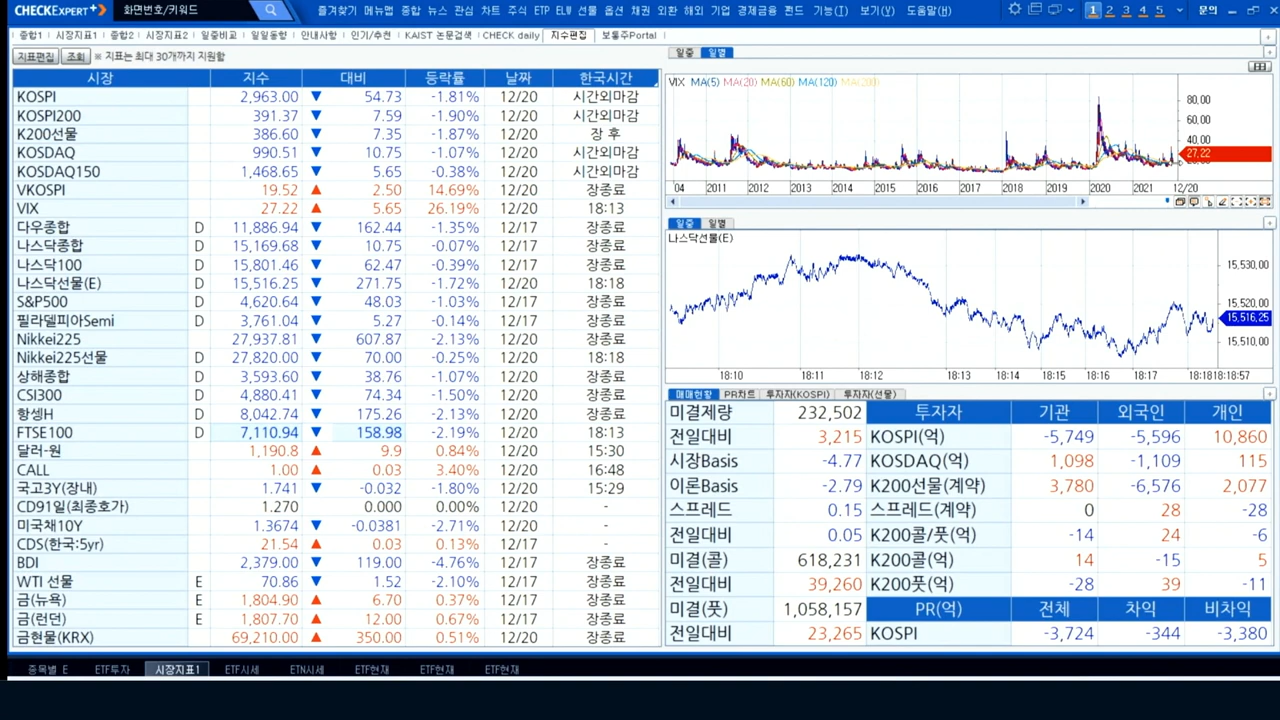 CHECKEXPERT+ 화면번호/키워드 즐겨찾기 메뉴맵 종합 뉴스 관심 차트 주식 ETP ELW 선물 옵션 채권 외환 해외 기업 경제금융 펀드 기능(T) 보기(V) 도움말(H) 1 2 3 4 5 문의
종합1 시장지표1 종합2 시장지표2 일일종합 일일동향 안내사항 인기/추천 KAIST 논문검색 CHECK daily 지수편집 보통주Portal
지표편집 조회 ※ 지표는 최대 30개까지 지원함
시장 지수 대비 등락률 날짜 한국시간
KOSPI 2,963.00 ▼ 54.73 -1.81% 12/20 시간외마감
KOSPI200 391.37 ▼ 7.59 -1.90% 12/20 시간외마감
K200선물 386.60 ▼ 7.35 -1.87% 12/20 장 후
KOSDAQ 990.51 ▼ 10.75 -1.07% 12/20 시간외마감
KOSDAQ150 1,468.65 ▼ 5.65 -0.38% 12/20 시간외마감
VKOSPI 19.52 ▲ 2.50 14.69% 12/20 장종료
VIX 27.22 ▲ 5.65 26.19% 12/20 18:13
다우종합 D 11,886.94 ▼ 162.44 -1.35% 12/17 장종료
나스닥종합 D 15,169.68 ▼ 10.75 -0.07% 12/17 장종료
나스닥100 D 15,801.46 ▼ 62.47 -0.39% 12/17 장종료
나스닥선물(E) D 15,516.25 ▼ 271.75 -1.72% 12/20 18:18
S&P500 D 4,620.64 ▼ 48.03 -1.03% 12/17 장종료
필라델피아Semi D 3,761.04 ▼ 5.27 -0.14% 12/17 장종료
Nikkei225 27,937.81 ▼ 607.87 -2.13% 12/20 장종료
Nikkei225선물 D 27,820.00 ▼ 70.00 -0.25% 12/20 18:18
상해종합 D 3,593.60 ▼ 38.76 -1.07% 12/20 장종료
CSI300 D 4,880.41 ▼ 74.34 -1.50% 12/20 장종료
항셍H D 8,042.74 ▼ 175.26 -2.13% 12/20 장종료
FTSE100 D 7,110.94 ▼ 158.98 -2.19% 12/20 18:13
달러-원 1,190.8 ▲ 9.9 0.84% 12/20 15:30
CALL 1.00 ▲ 0.03 3.40% 12/20 16:48
국고3Y(장내) 1.741 ▼ -0.032 -1.80% 12/20 15:29
CD91일(최종호가) 1.270 0.000 0.00% 12/20 -
미국채10Y 1.3674 ▼ -0.0381 -2.71% 12/20 -
CDS(한국:5yr) 21.54 ▲ 0.03 0.13% 12/17 -
BDI 2,379.00 ▼ 119.00 -4.76% 12/17 장종료
WTI 선물 E 70.86 ▼ 1.52 -2.10% 12/17 장종료
금(뉴욕) E 1,804.90 ▲ 6.70 0.37% 12/17 장종료
금(런던) E 1,807.70 ▲ 12.00 0.67% 12/17 장종료
금현물(KRX) 69,210.00 ▲ 350.00 0.51% 12/20 장종료
일중 일별
VIX MA(5) MA(20) MA(60) MA(120) MA(200)
80.00
60.00
40.00
27.22
04 2011 2012 2013 2014 2015 2016 2017 2018 2019 2020 2021 12/20
일중 일별
나스닥선물(E)
15,530.00
15,520.00
15,516.25
15,510.00
18:10 18:11 18:12 18:13 18:14 18:15 18:16 18:17 18:18 18:18:57
매매현황 PR차트 투자자(KOSPI) 투자자(선물)
미결제량 232,502 투자자 기관 외국인 개인
전일대비 3,215 KOSPI(억) -5,749 -5,596 10,860
시장Basis -4.77 KOSDAQ(억) 1,098 -1,109 115
이론Basis -2.79 K200선물(계약) 3,780 -6,576 2,077
스프레드 0.15 스프레드(계약) 0 28 -28
전일대비 0.05 K200콜/풋(억) -14 24 -6
미결(콜) 618,231 K200콜(억) 14 -15 5
전일대비 39,260 K200풋(억) -28 39 -11
미결(풋) 1,058,157 PR(억) 전체 차익 비차익
전일대비 23,265 KOSPI -3,724 -344 -3,380
종목별 E ETF투자 시장지표1 ETF시세 ETN시세 ETF현재 ETF현재 ETF현재